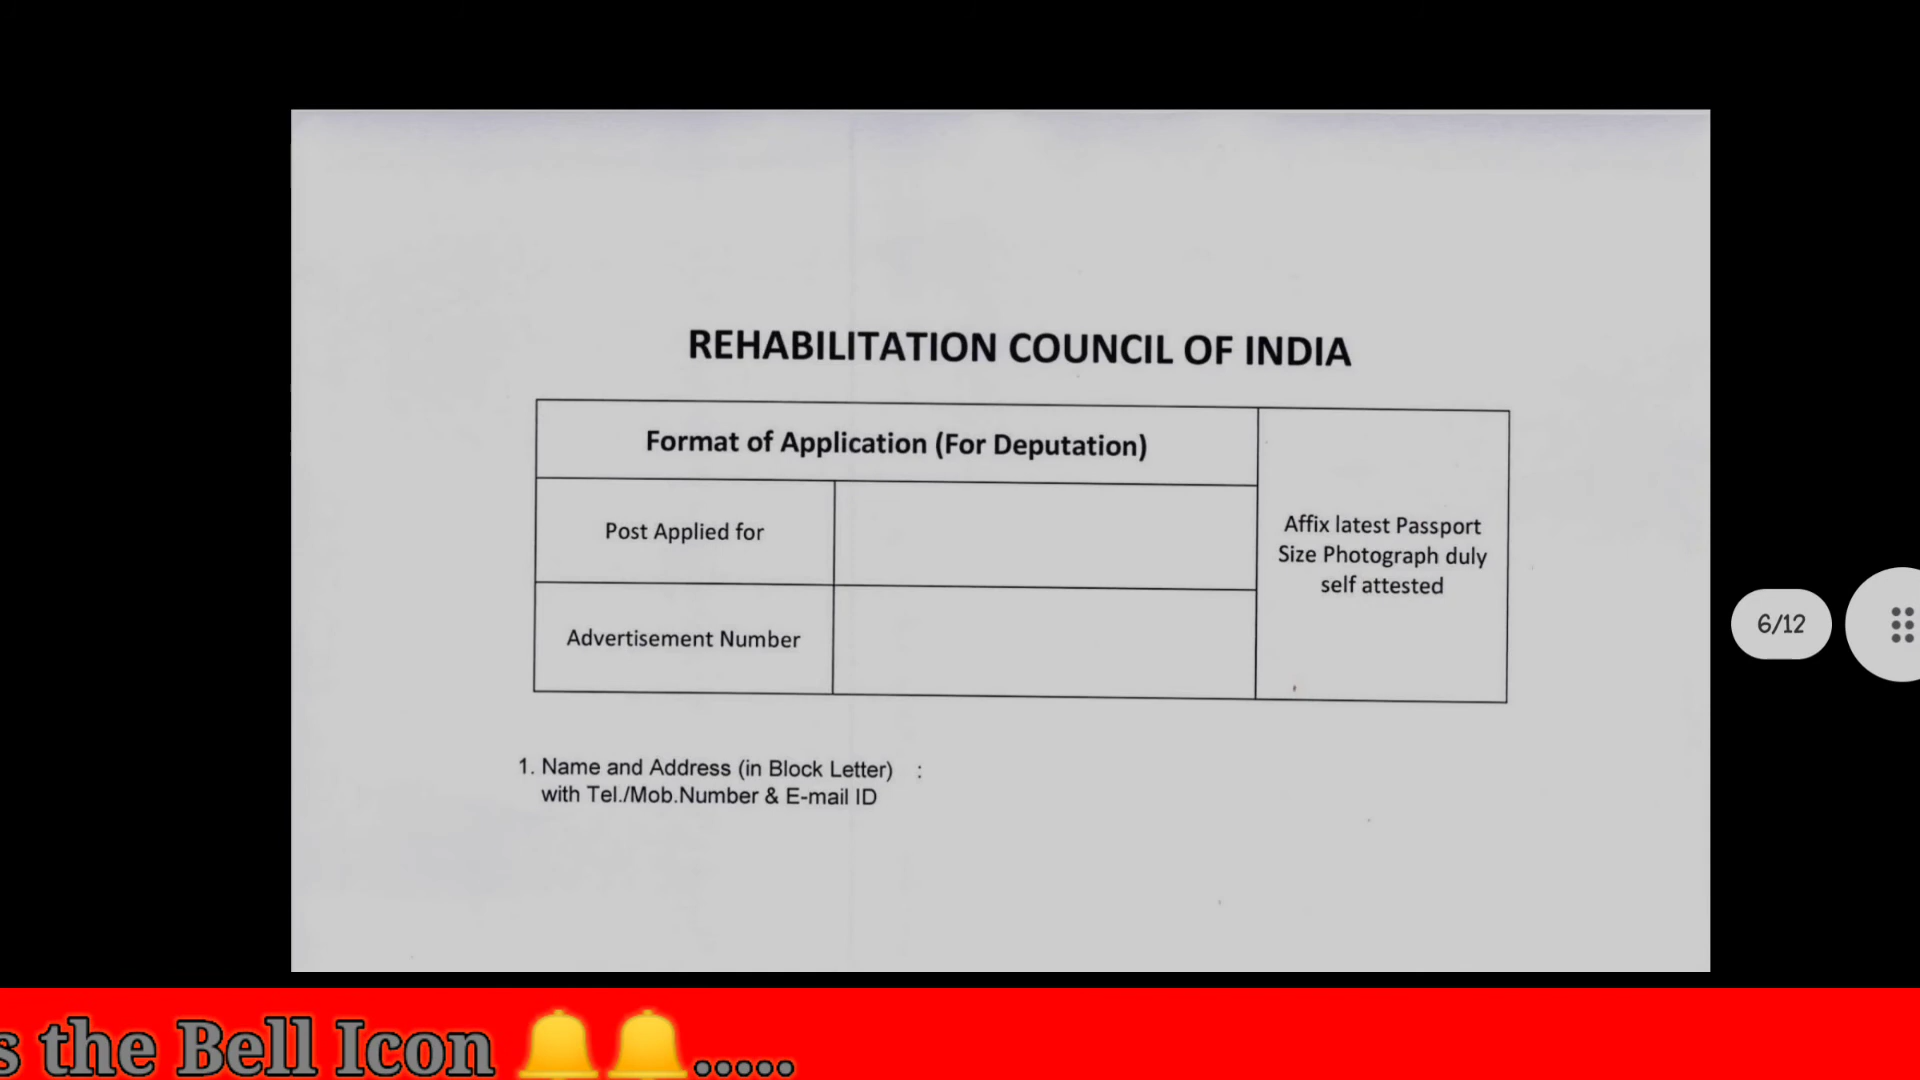 REHABILITATION COUNCIL OF INDIA
Format of Application (For Deputation)
Post Applied for
Affix latest Passport
Size Photograph duly
self attested
Advertisement Number
1. Name and Address (in Block Letter) :
with Tel./Mob.Number & E-mail ID
6/12
s the Bell Icon 🔔🔔.....